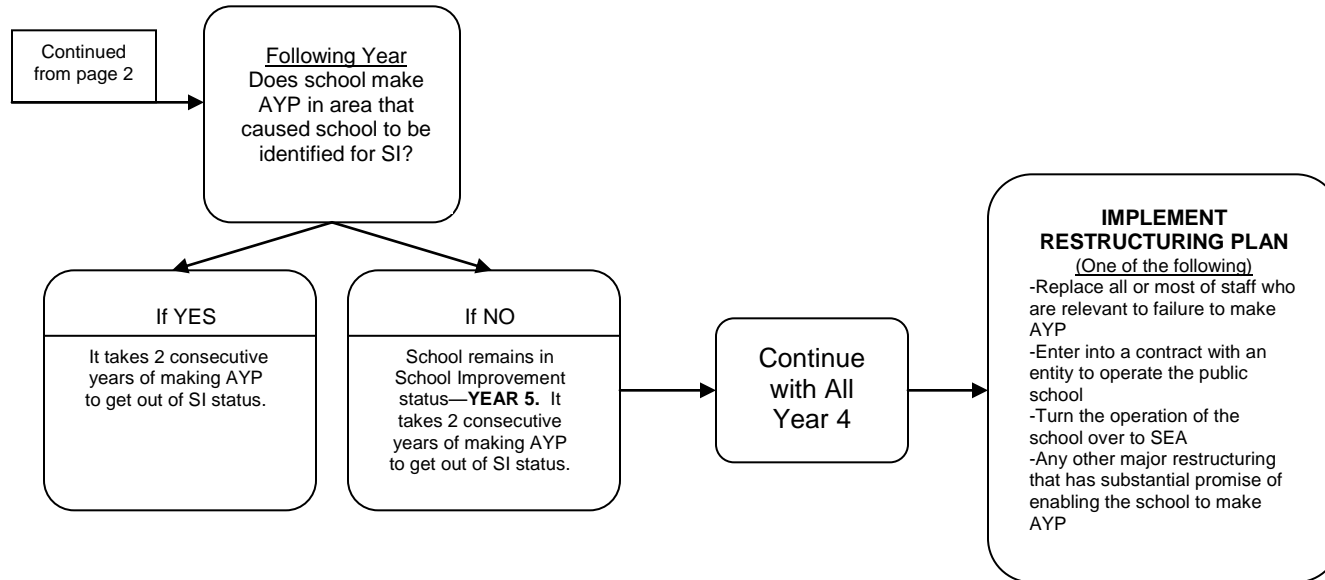 Continued
from page 2
Following Year
Does school make
AYP in area that
caused school to be
identified for SI?
If YES
It takes 2 consecutive
years of making AYP
to get out of SI status.
If NO
School remains in
School Improvement
status—YEAR 5. It
takes 2 consecutive
years of making AYP
to get out of SI status.
Continue
with All
Year 4
IMPLEMENT
RESTRUCTURING PLAN
(One of the following)
-Replace all or most of staff who
are relevant to failure to make
AYP
-Enter into a contract with an
entity to operate the public
school
-Turn the operation of the
school over to SEA
-Any other major restructuring
that has substantial promise of
enabling the school to make
AYP